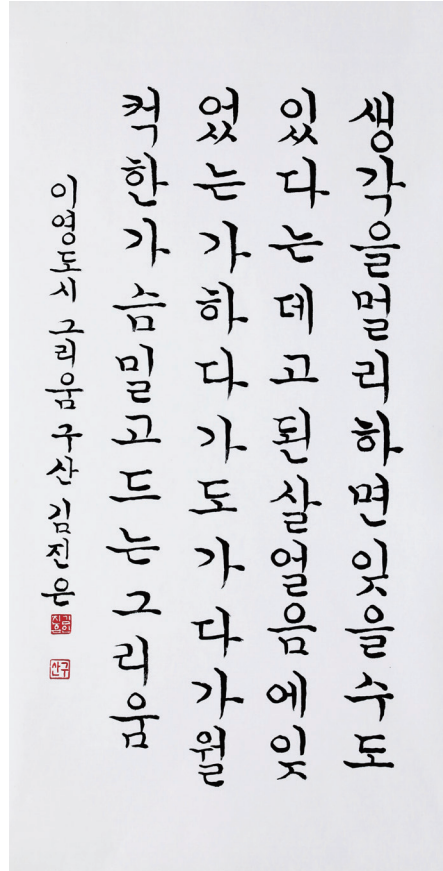 생각을멀리하면잊을수도
있다는데고된살얼음에잊
었는가하다가도가다가월
컥한가슴밀고드는그리움
이영도시 그리움 구산 김진은
구산